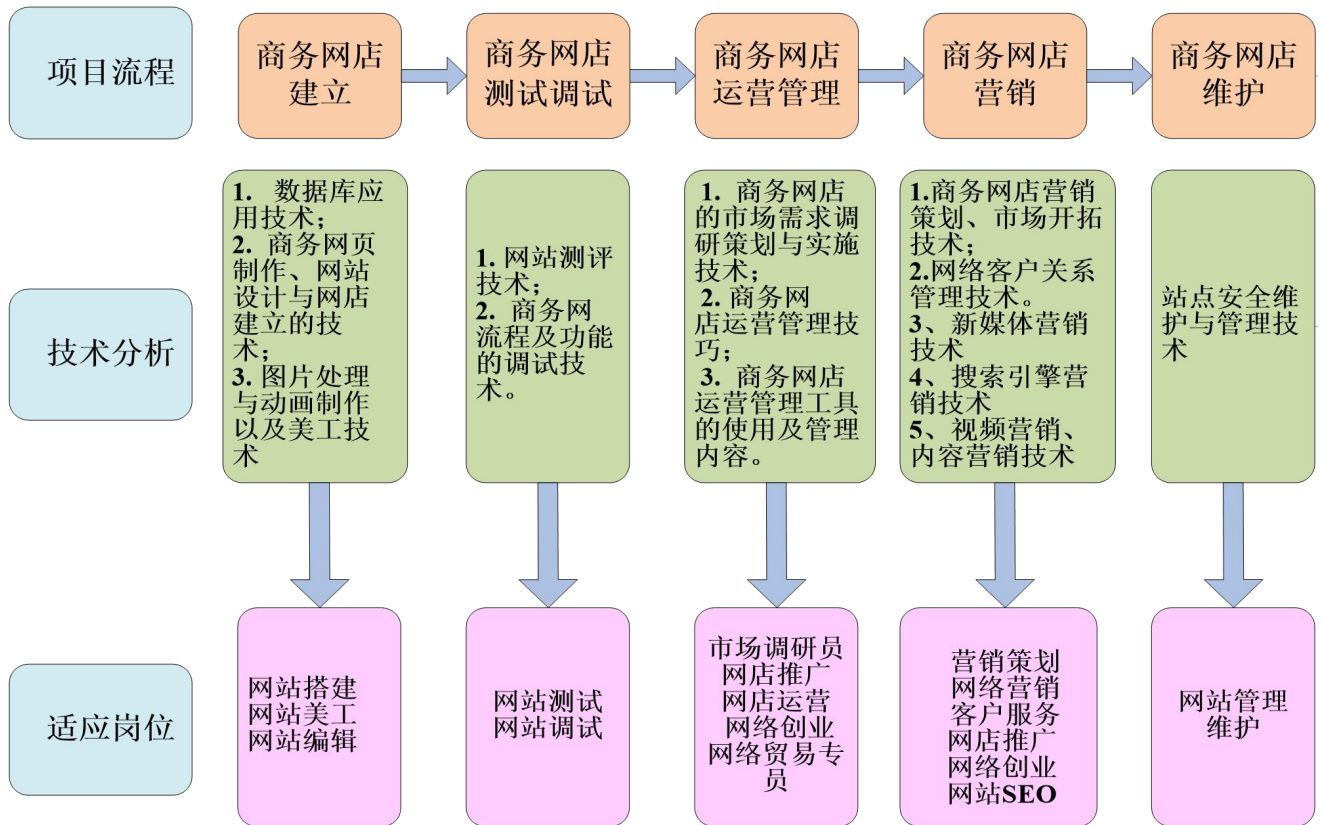 项目流程
商务网店
建立
商务网店
测试调试
商务网店
运营管理
商务网店
营销
商务网店
维护
技术分析
1. 数据库应
用技术；
2. 商务网页
制作、网站
设计与网店
建立的技
术；
3. 图片处理
与动画制作
以及美工技
术
1. 网站测评
技术；
2. 商务网
流程及功能
的调试技
术。
1. 商务网店
的市场需求调
研策划与实施
技术；
2. 商务网
店运营管理技
巧；
3. 商务网店
运营管理工具
的使用及管理
内容。
1.商务网店营销
策划、市场开拓
技术；
2.网络客户关系
管理技术。
3、新媒体营销
技术
4、搜索引擎营
销技术
5、视频营销、
内容营销技术
站点安全维
护与管理技
术
适应岗位
网站搭建
网站美工
网站编辑
网站测试
网站调试
市场调研员
网店推广
网店运营
网络创业
网络贸易专
员
营销策划
网络营销
客户服务
网店推广
网络创业
网站SEO
网站管理
维护